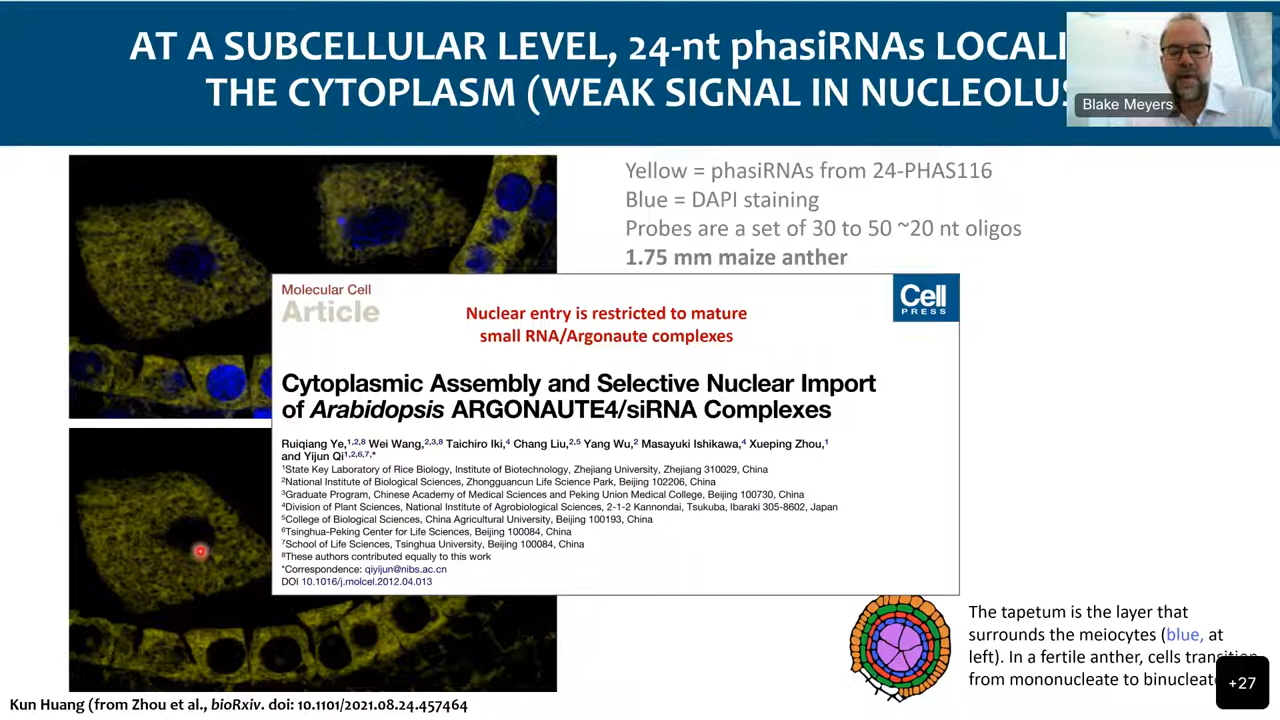 AT A SUBCELLULAR LEVEL, 24-nt phasiRNAs
THE CYTOPLASM (WEAK SIGNAL IN
Blake Meyers
Yellow = phasiRNAs from 24-PHAS116
Blue = DAPI staining
Probes are a set of 30 to 50 ~20 nt oligos
1.75 mm maize anther
Molecular Cell
Article
Nuclear entry is restricted to mature
small RNA/Argonaute complexes
Cell
PRESS
Cytoplasmic Assembly and Selective Nuclear Import
of Arabidopsis ARGONAUTE4/siRNA Complexes
Ruiqiang Ye,1,2,8 Wei Wang,2,3,8 Taichiro Iki,4 Chang Liu,2,5 Yang Wu,2 Masayuki Ishikawa,4 Xueping Zhou,1
and Yijun Qi1,2,6,7,*
1State Key Laboratory of Rice Biology, Institute of Biotechnology, Zhejiang University, Zhejiang 310029, China
2National Institute of Biological Sciences, Zhongguancun Life Science Park, Beijing 102206, China
3Graduate Program, Chinese Academy of Medical Sciences and Peking Union Medical College, Beijing 100730, China
4Division of Plant Sciences, National Institute of Agrobiological Sciences, 2-1-2 Kannondai, Tsukuba, Ibaraki 305-8602, Japan
5College of Biological Sciences, China Agricultural University, Beijing 100193, China
6Tsinghua-Peking Center for Life Sciences, Beijing 100084, China
7School of Life Sciences, Tsinghua University, Beijing 100084, China
8These authors contributed equally to this work
*Correspondence: qiyijun@nibs.ac.cn
DOI 10.1016/j.molcel.2012.04.013
The tapetum is the layer that
surrounds the meiocytes (blue, at
left). In a fertile anther, cells transition
from mononucleate to
+27
Kun Huang (from Zhou et al., bioRxiv. doi: 10.1101/2021.08.24.457464